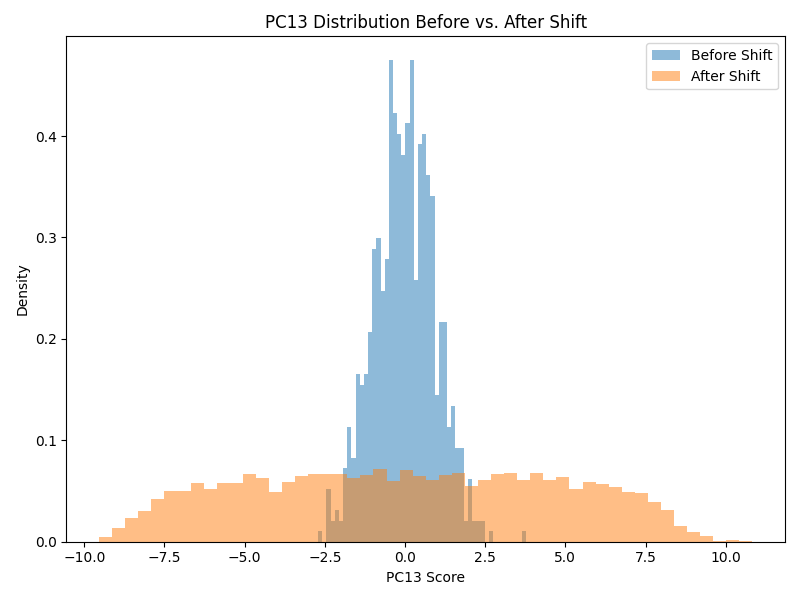 PC13 Distribution Before vs. After Shift
Before Shift
After Shift
Density
0.4
0.3
0.2
0.1
0.0
−10.0 −7.5 −5.0 −2.5 0.0 2.5 5.0 7.5 10.0
PC13 Score